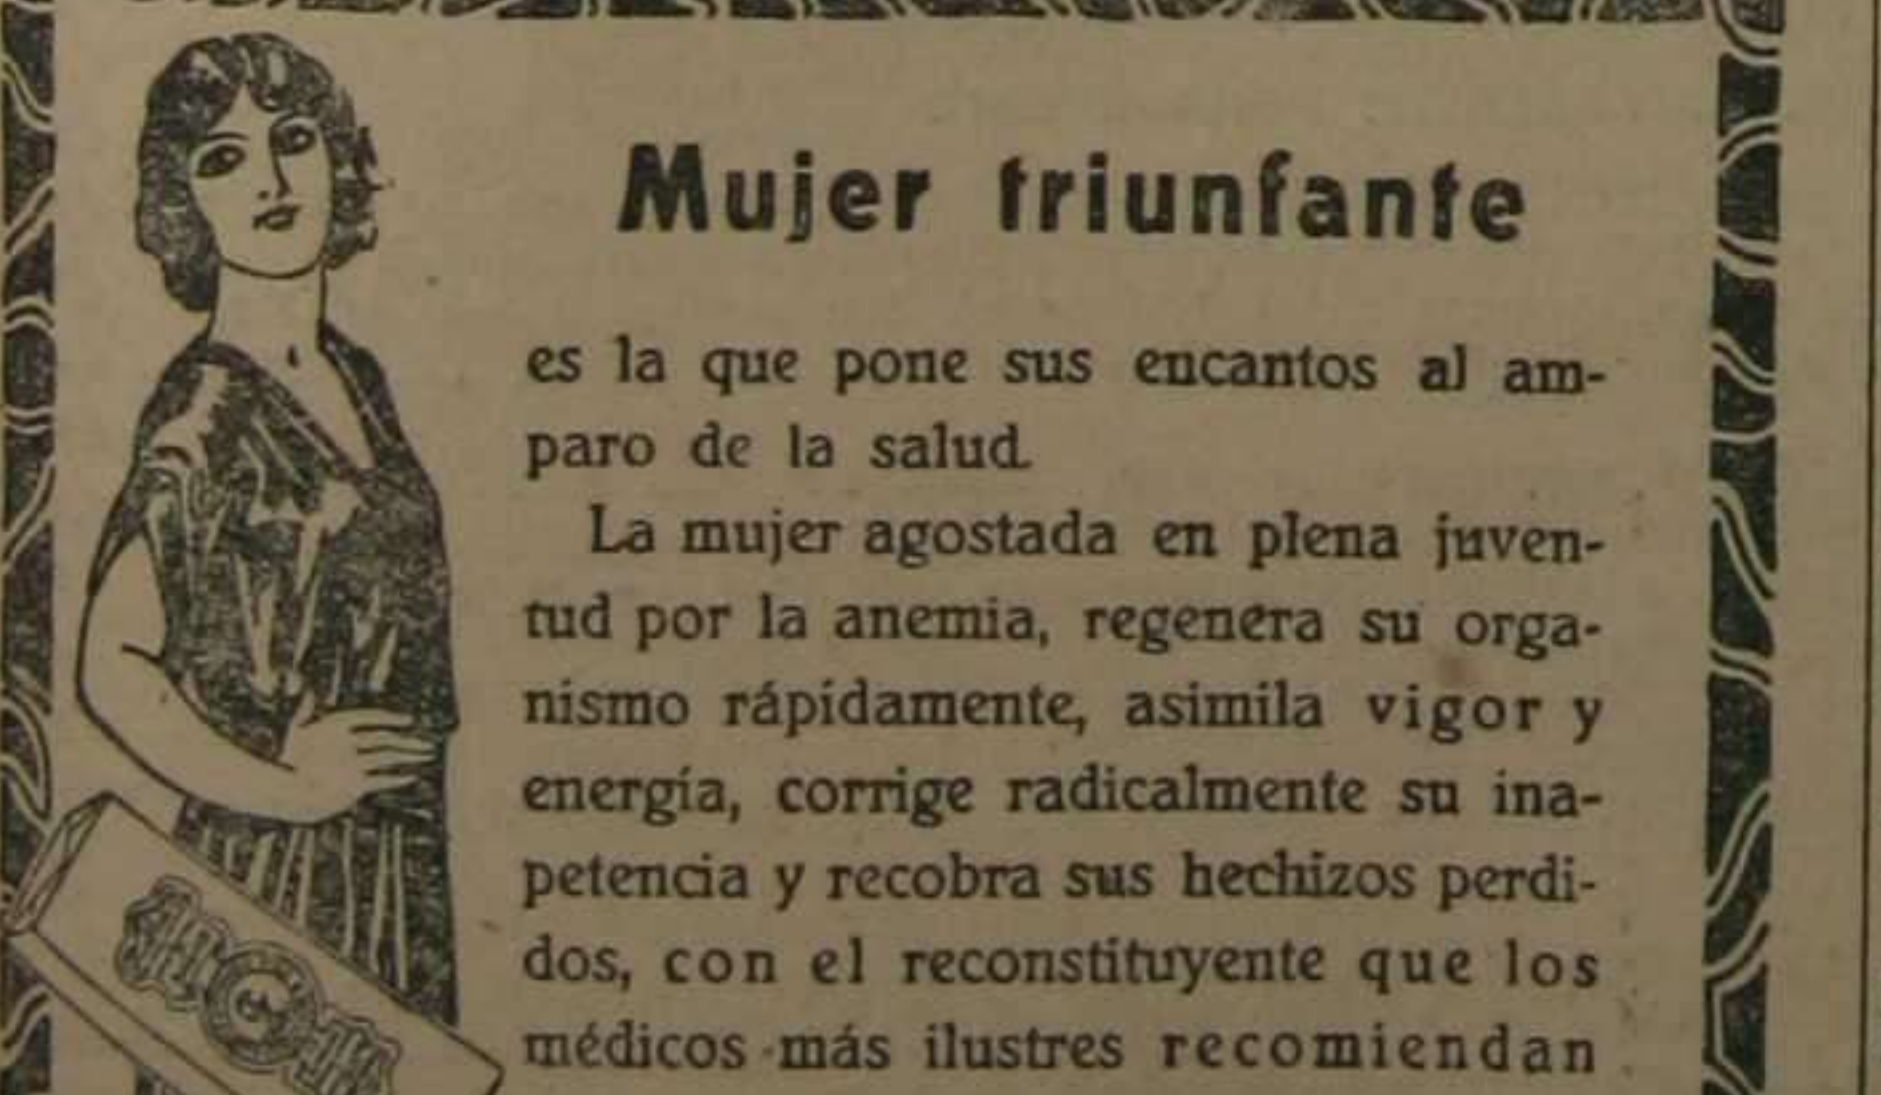 Mujer triunfante
es la que pone sus encantos al am-
paro de la salud.
La mujer agostada en plena juven-
tud por la anemia, regenera su orga-
nismo rápidamente, asimila vigor y
energía, corrige radicalmente su ina-
petencia y recobra sus hechizos perdi-
dos, con el reconstituyente que los
médicos más ilustres recomiendan